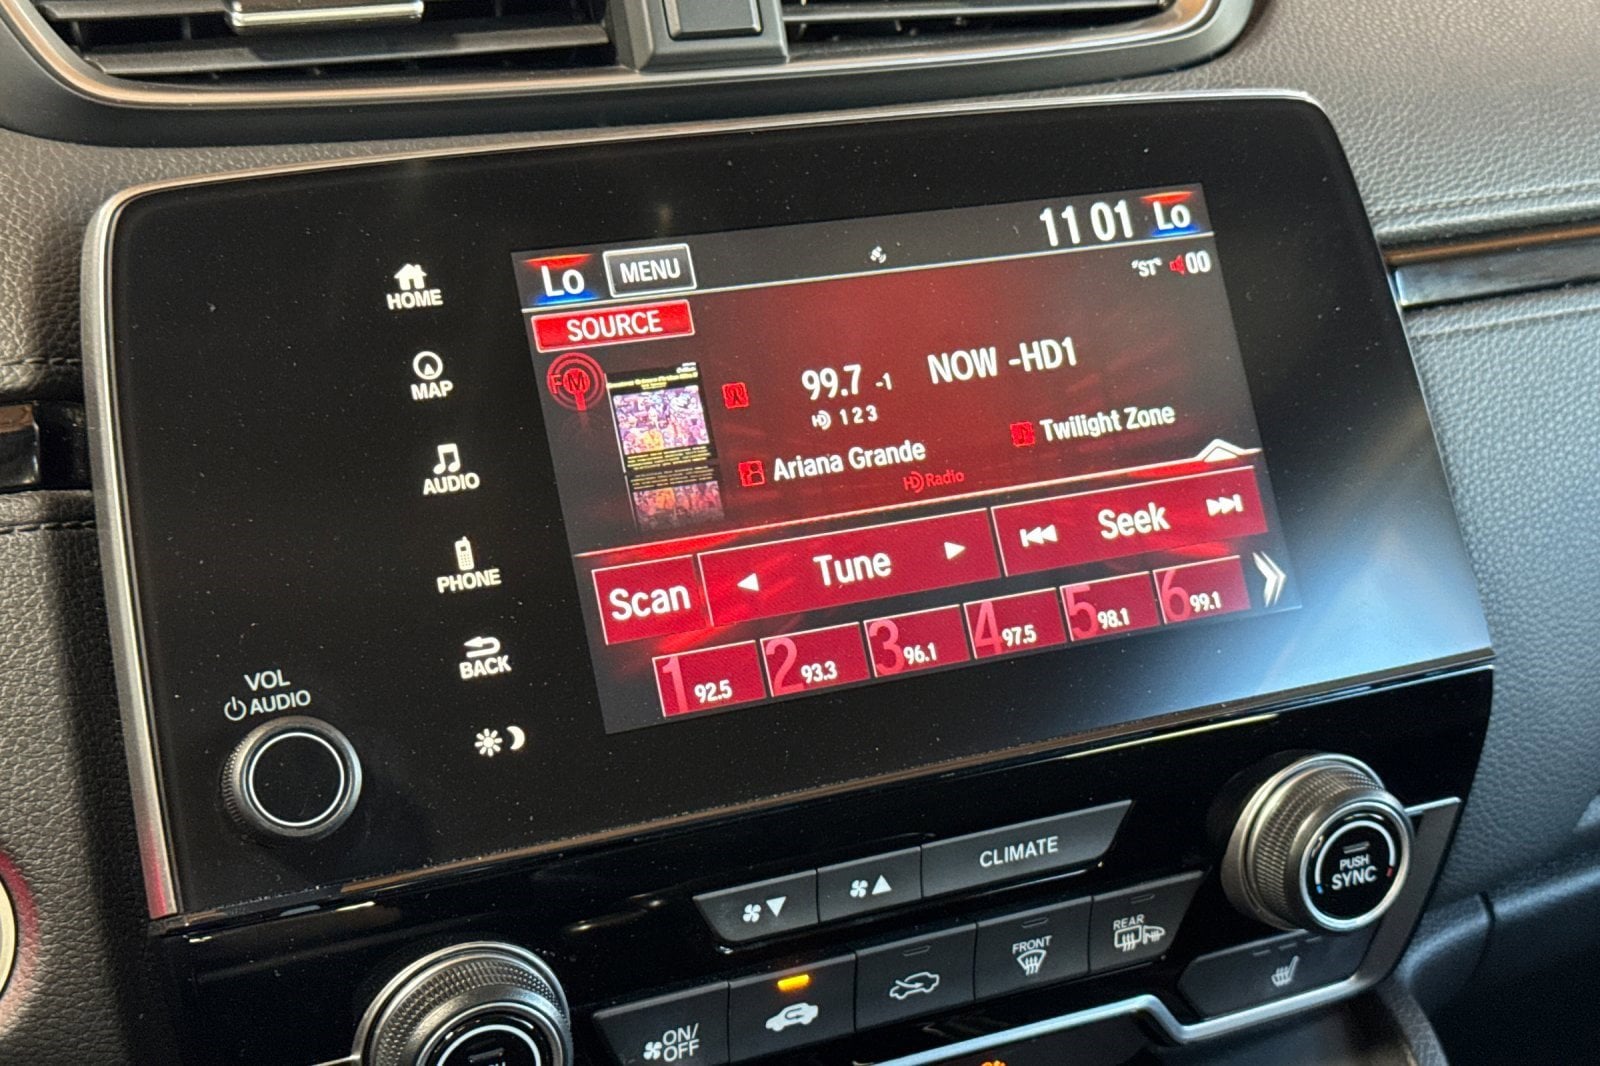 Lo
MENU
11 01
Lo
"ST"
00
SOURCE
FM
99.7 -1
NOW -HD1
HD 1 2 3
Ariana Grande
Twilight Zone
HD Radio
Scan
Tune
Seek
1 92.5
2 93.3
3 96.1
4 97.5
5 98.1
6 99.1
HOME
MAP
AUDIO
PHONE
BACK
VOL
AUDIO
CLIMATE
PUSH
SYNC
ON/
OFF
FRONT
REAR